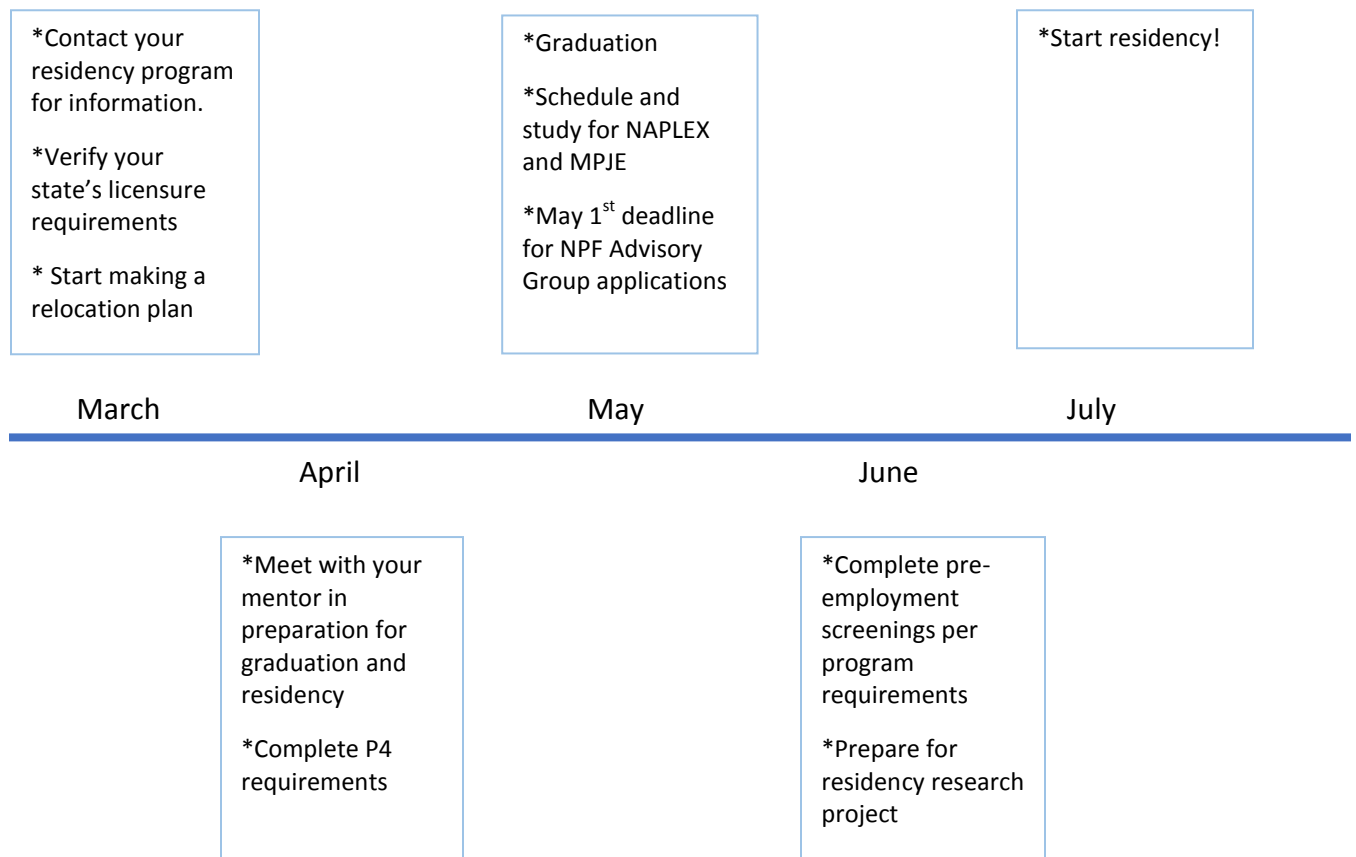 *Contact your
residency program
for information.
*Verify your
state’s licensure
requirements
* Start making a
relocation plan
*Graduation
*Schedule and
study for NAPLEX
and MPJE
*May 1st deadline
for NPF Advisory
Group applications
*Start residency!
March
May
July
April
June
*Meet with your
mentor in
preparation for
graduation and
residency
*Complete P4
requirements
*Complete pre-
employment
screenings per
program
requirements
*Prepare for
residency research
project